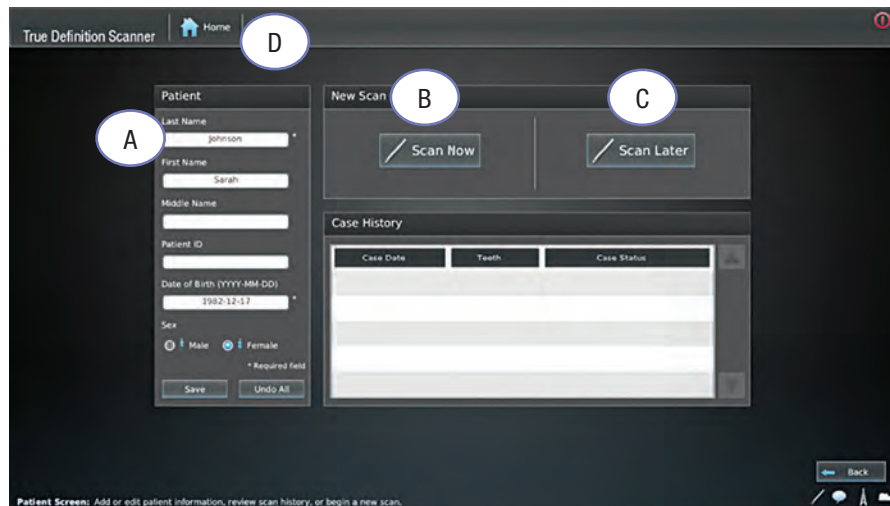 True Definition Scanner
Home
D
Patient
Last Name
Johnson *
First Name
Sarah
Middle Name
Patient ID
Date of Birth (YYYY-MM-DD)
1982-12-17 *
Sex
Male Female
* Required field
Save Undo All
A
New Scan
B
C
Scan Now
Scan Later
Case History
Case Date Teeth Case Status
Back
Patient Screen: Add or edit patient information, review scan history, or begin a new scan.